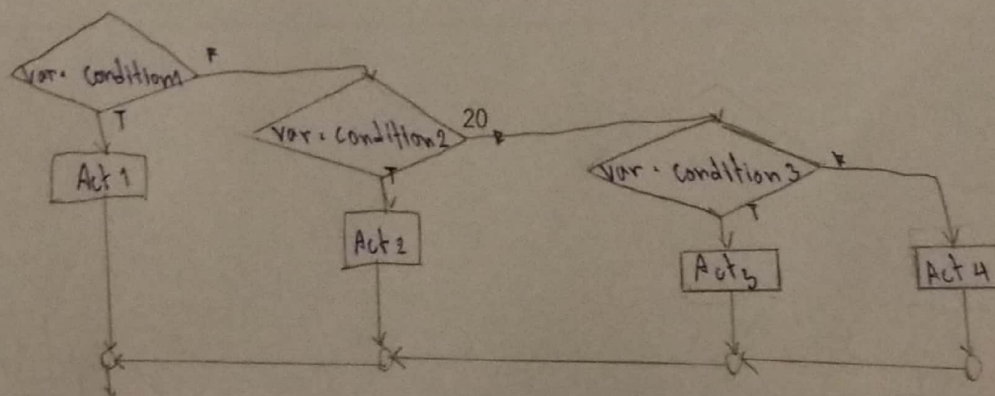 var = condition1
F
T
Act 1
var = condition2
20
F
T
Act 2
var = condition3
F
T
Act 3
Act 4